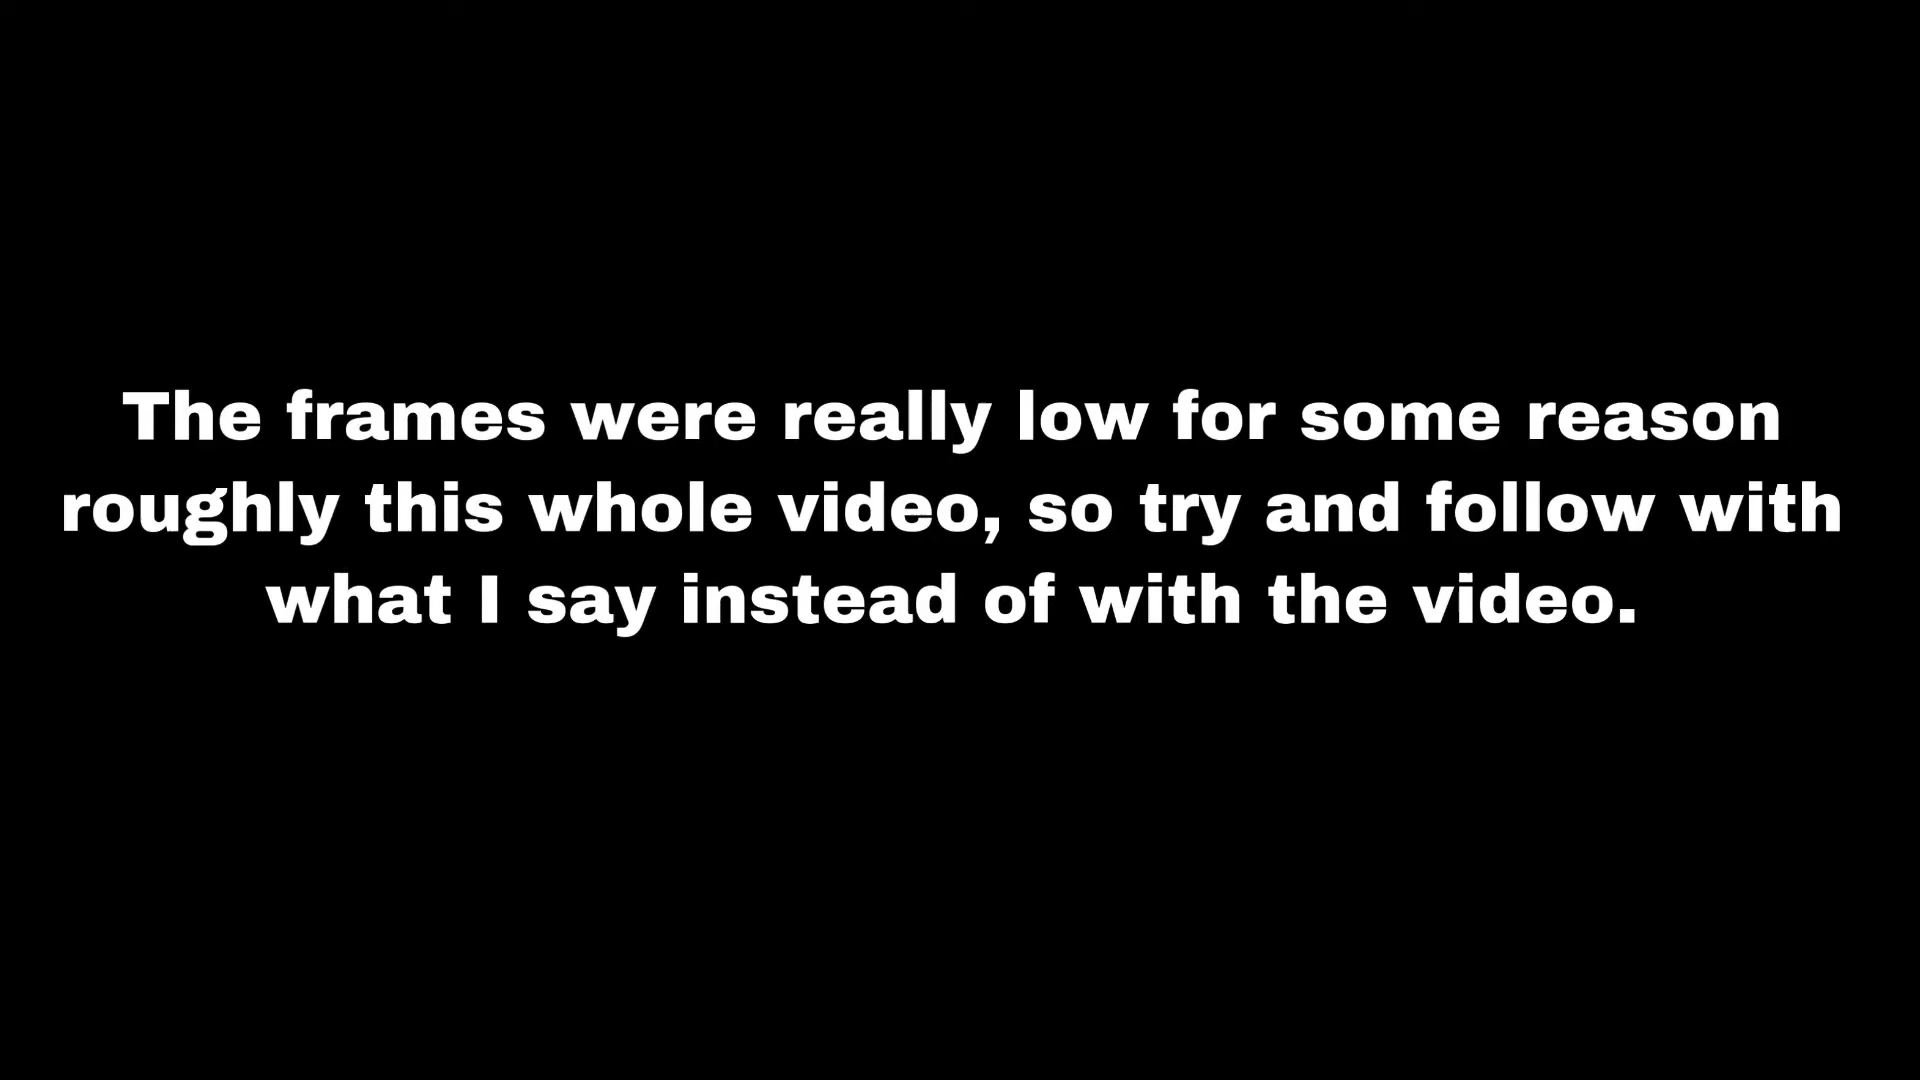 The frames were really low for some reason
roughly this whole video, so try and follow with
what I say instead of with the video.